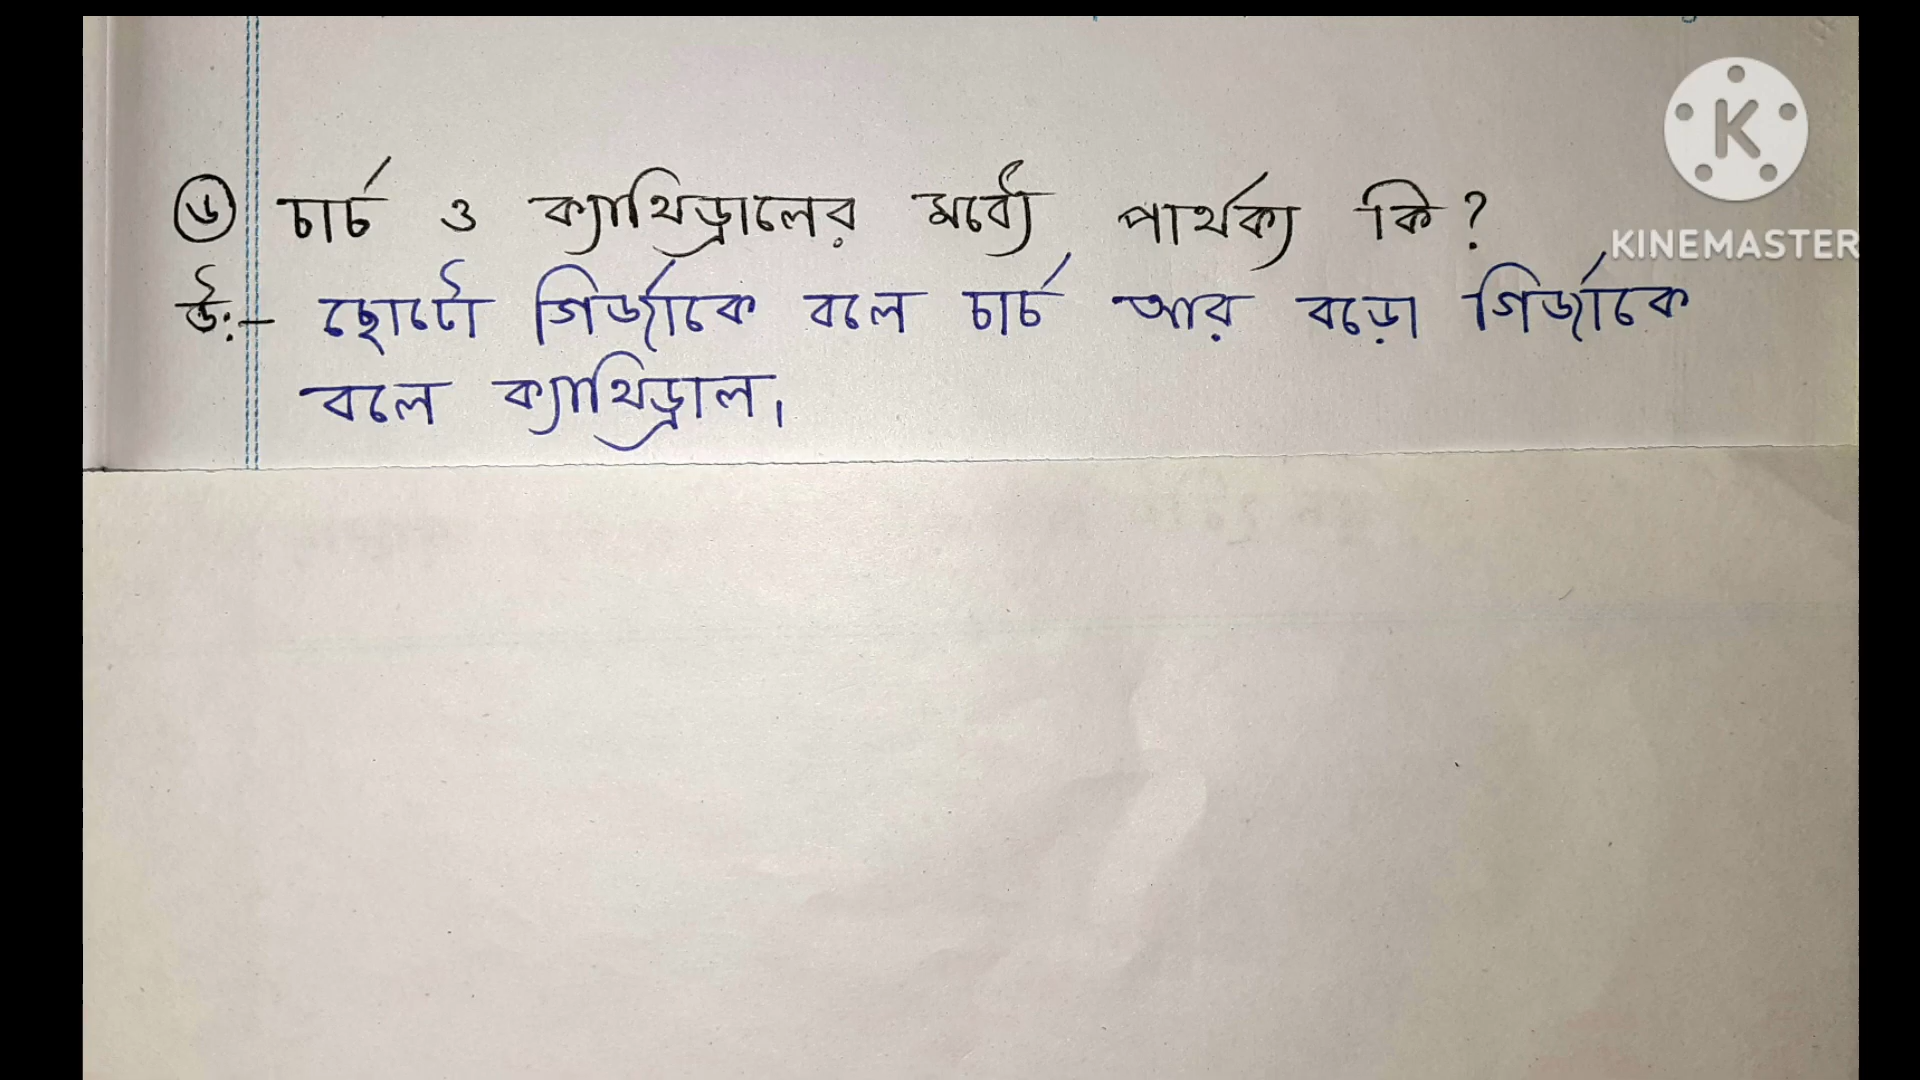 ৬ চার্চ ও ক্যাথিড্রালের মধ্যে পার্থক্য কি?
উঃ- ছোটো গির্জাকে বলে চার্চ আর বড়ো গির্জাকে
বলে ক্যাথিড্রাল।
KINEMASTER